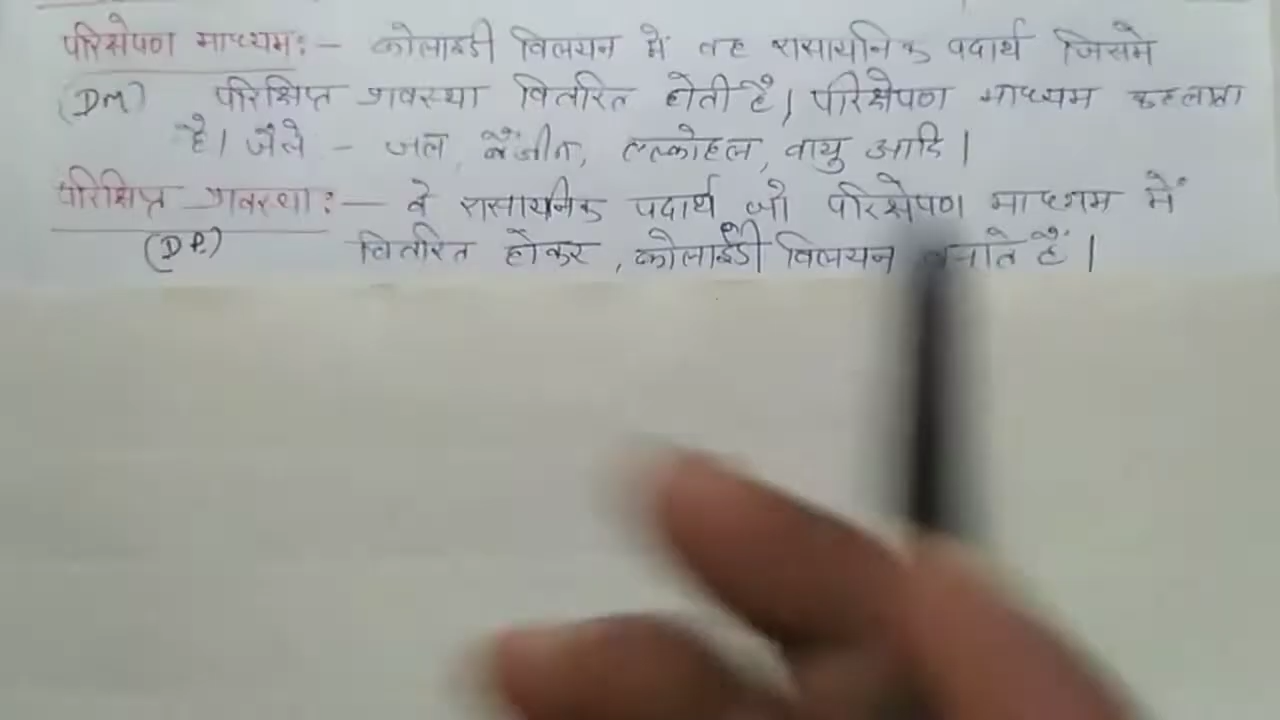 परिक्षेपण माध्यम :- कोलाइडी विलयन में वह रासायनिक पदार्थ जिसमे
(DM) परिक्षिप्त अवस्था वितरित होती है। परिक्षेपण माध्यम कहलाता
है। जैसे - जल, बेंजीन, एल्कोहल, वायु आदि।
परिक्षिप्त अवस्था :- वे रासायनिक पदार्थ जो परिक्षेपण माध्यम में
(DP) वितरित होकर, कोलाइडी विलयन बनाते हैं।